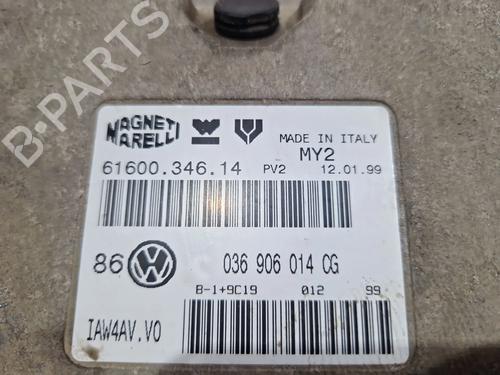 B-PARTS
MAGNETI MARELLI
MADE IN ITALY
MY2
61600.346.14 PV2 12.01.99
86 036 906 014 CG
B-1+9C19 012 99
IAW4AV.V0